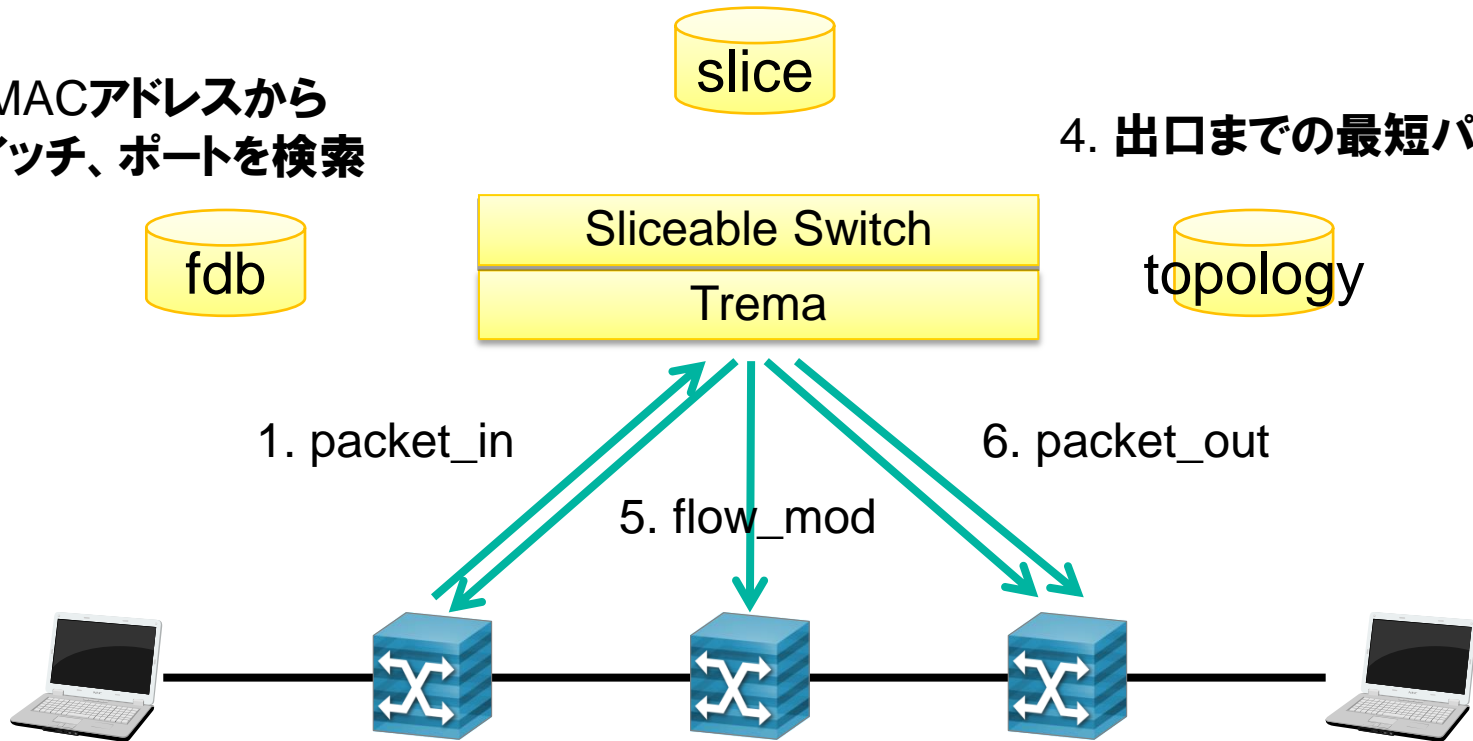 slice
MACアドレスから
イッチ、ポートを検索
4. 出口までの最短パ
fdb
Sliceable Switch
Trema
topology
1. packet_in
6. packet_out
5. flow_mod